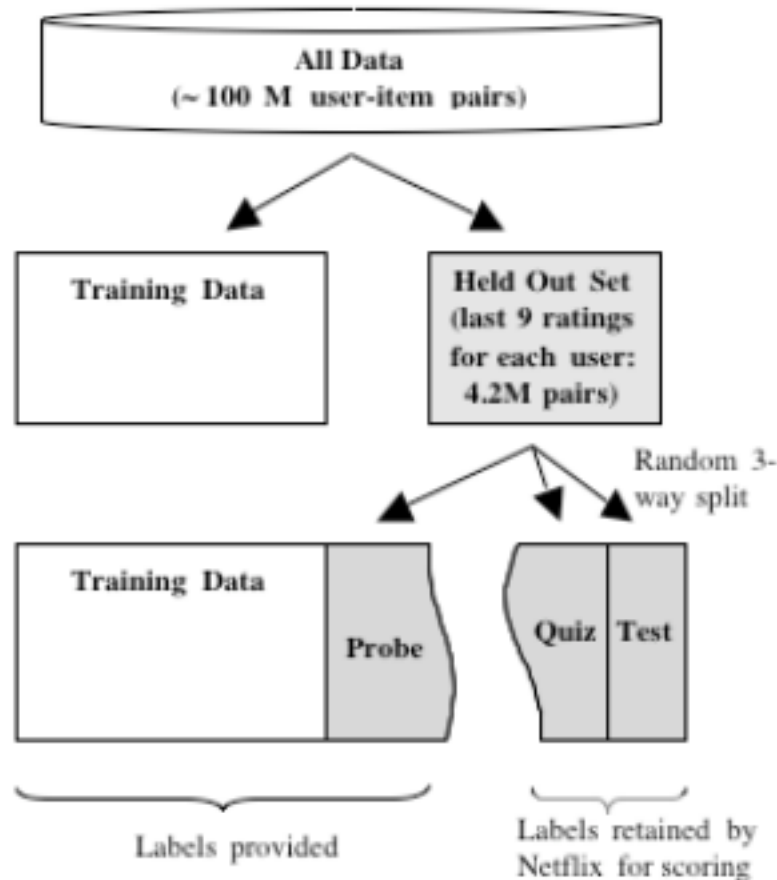 All Data
(~ 100 M user-item pairs)
Training Data
Held Out Set
(last 9 ratings
for each user:
4.2M pairs)
Random 3-
way split
Training Data
Probe
Quiz
Test
Labels provided
Labels retained by
Netflix for scoring